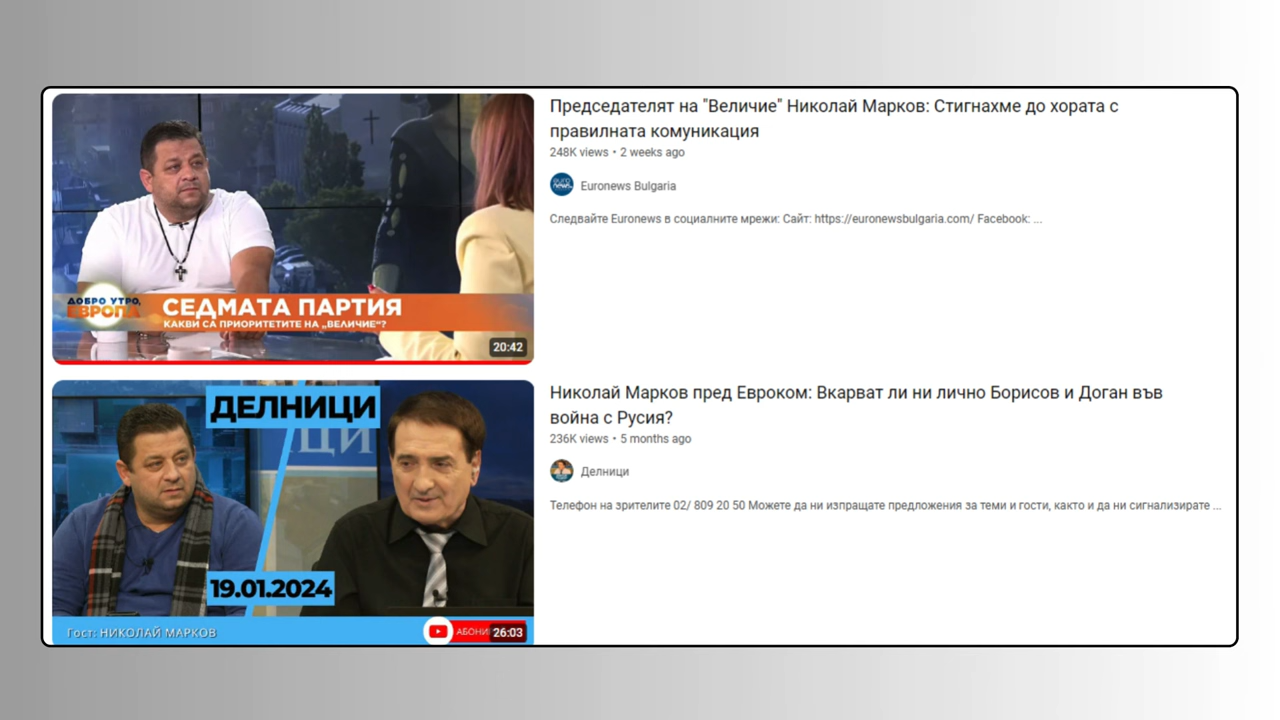 Председателят на "Величие" Николай Марков: Стигнахме до хората с
правилната комуникация
248K views • 2 weeks ago
euro
news.
Euronews Bulgaria
Следвайте Euronews в социалните мрежи: Сайт: https://euronewsbulgaria.com/ Facebook: ...
ДОБРО УТРО,
ЕВРОПА
СЕДМАТА ПАРТИЯ
КАКВИ СА ПРИОРИТЕТИТЕ НА „ВЕЛИЧИЕ“?
20:42
Николай Марков пред Евроком: Вкарват ли ни лично Борисов и Доган във
война с Русия?
236K views • 5 months ago
Делници
Телефон на зрителите 02/ 809 20 50 Можете да ни изпращате предложения за теми и гости, както и да ни сигнализирате ...
ДЕЛНИЦИ
ЦИ
19.01.2024
Гост: НИКОЛАЙ МАРКОВ
АБОНИ
26:03